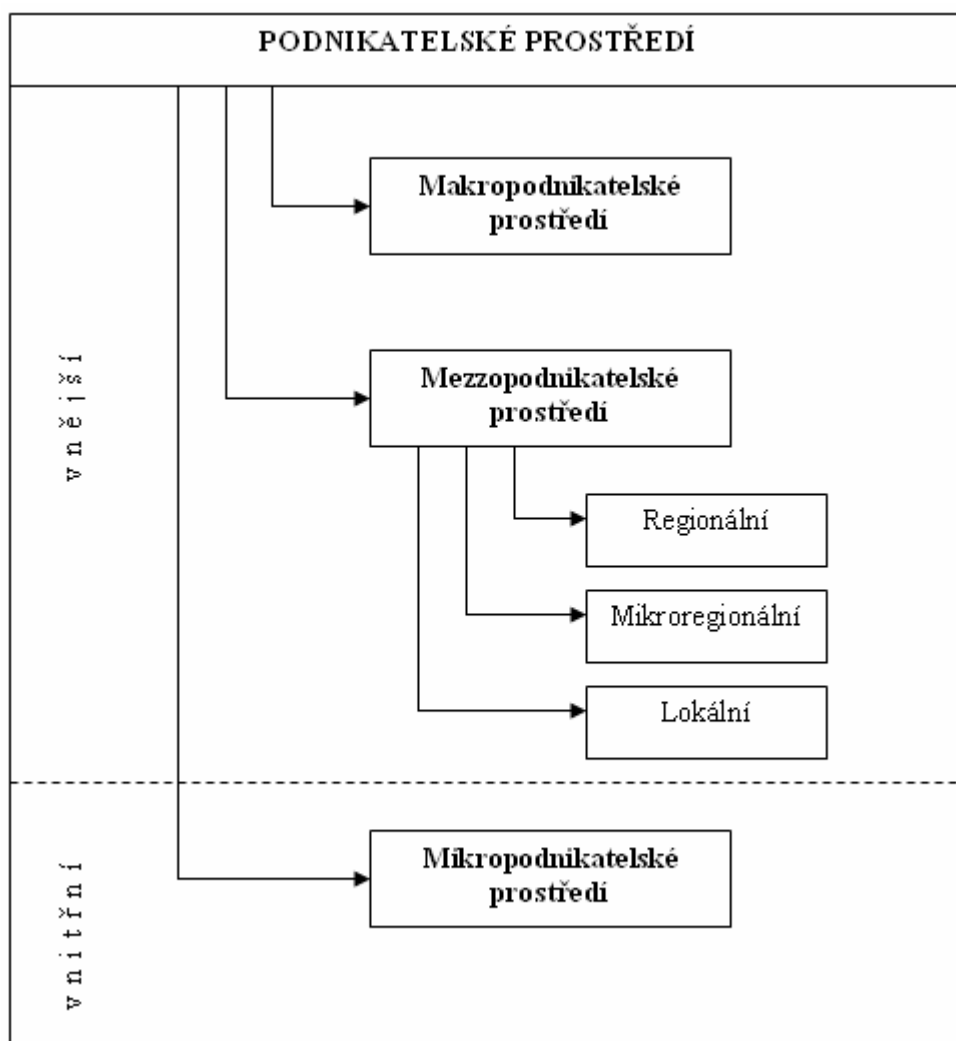 PODNIKATELSKÉ PROSTŘEDÍ
Makropodnikatelské
prostředí
vnější
Mezzopodnikatelské
prostředí
Regionální
Mikroregionální
Lokální
vnitřní
Mikropodnikatelské
prostředí